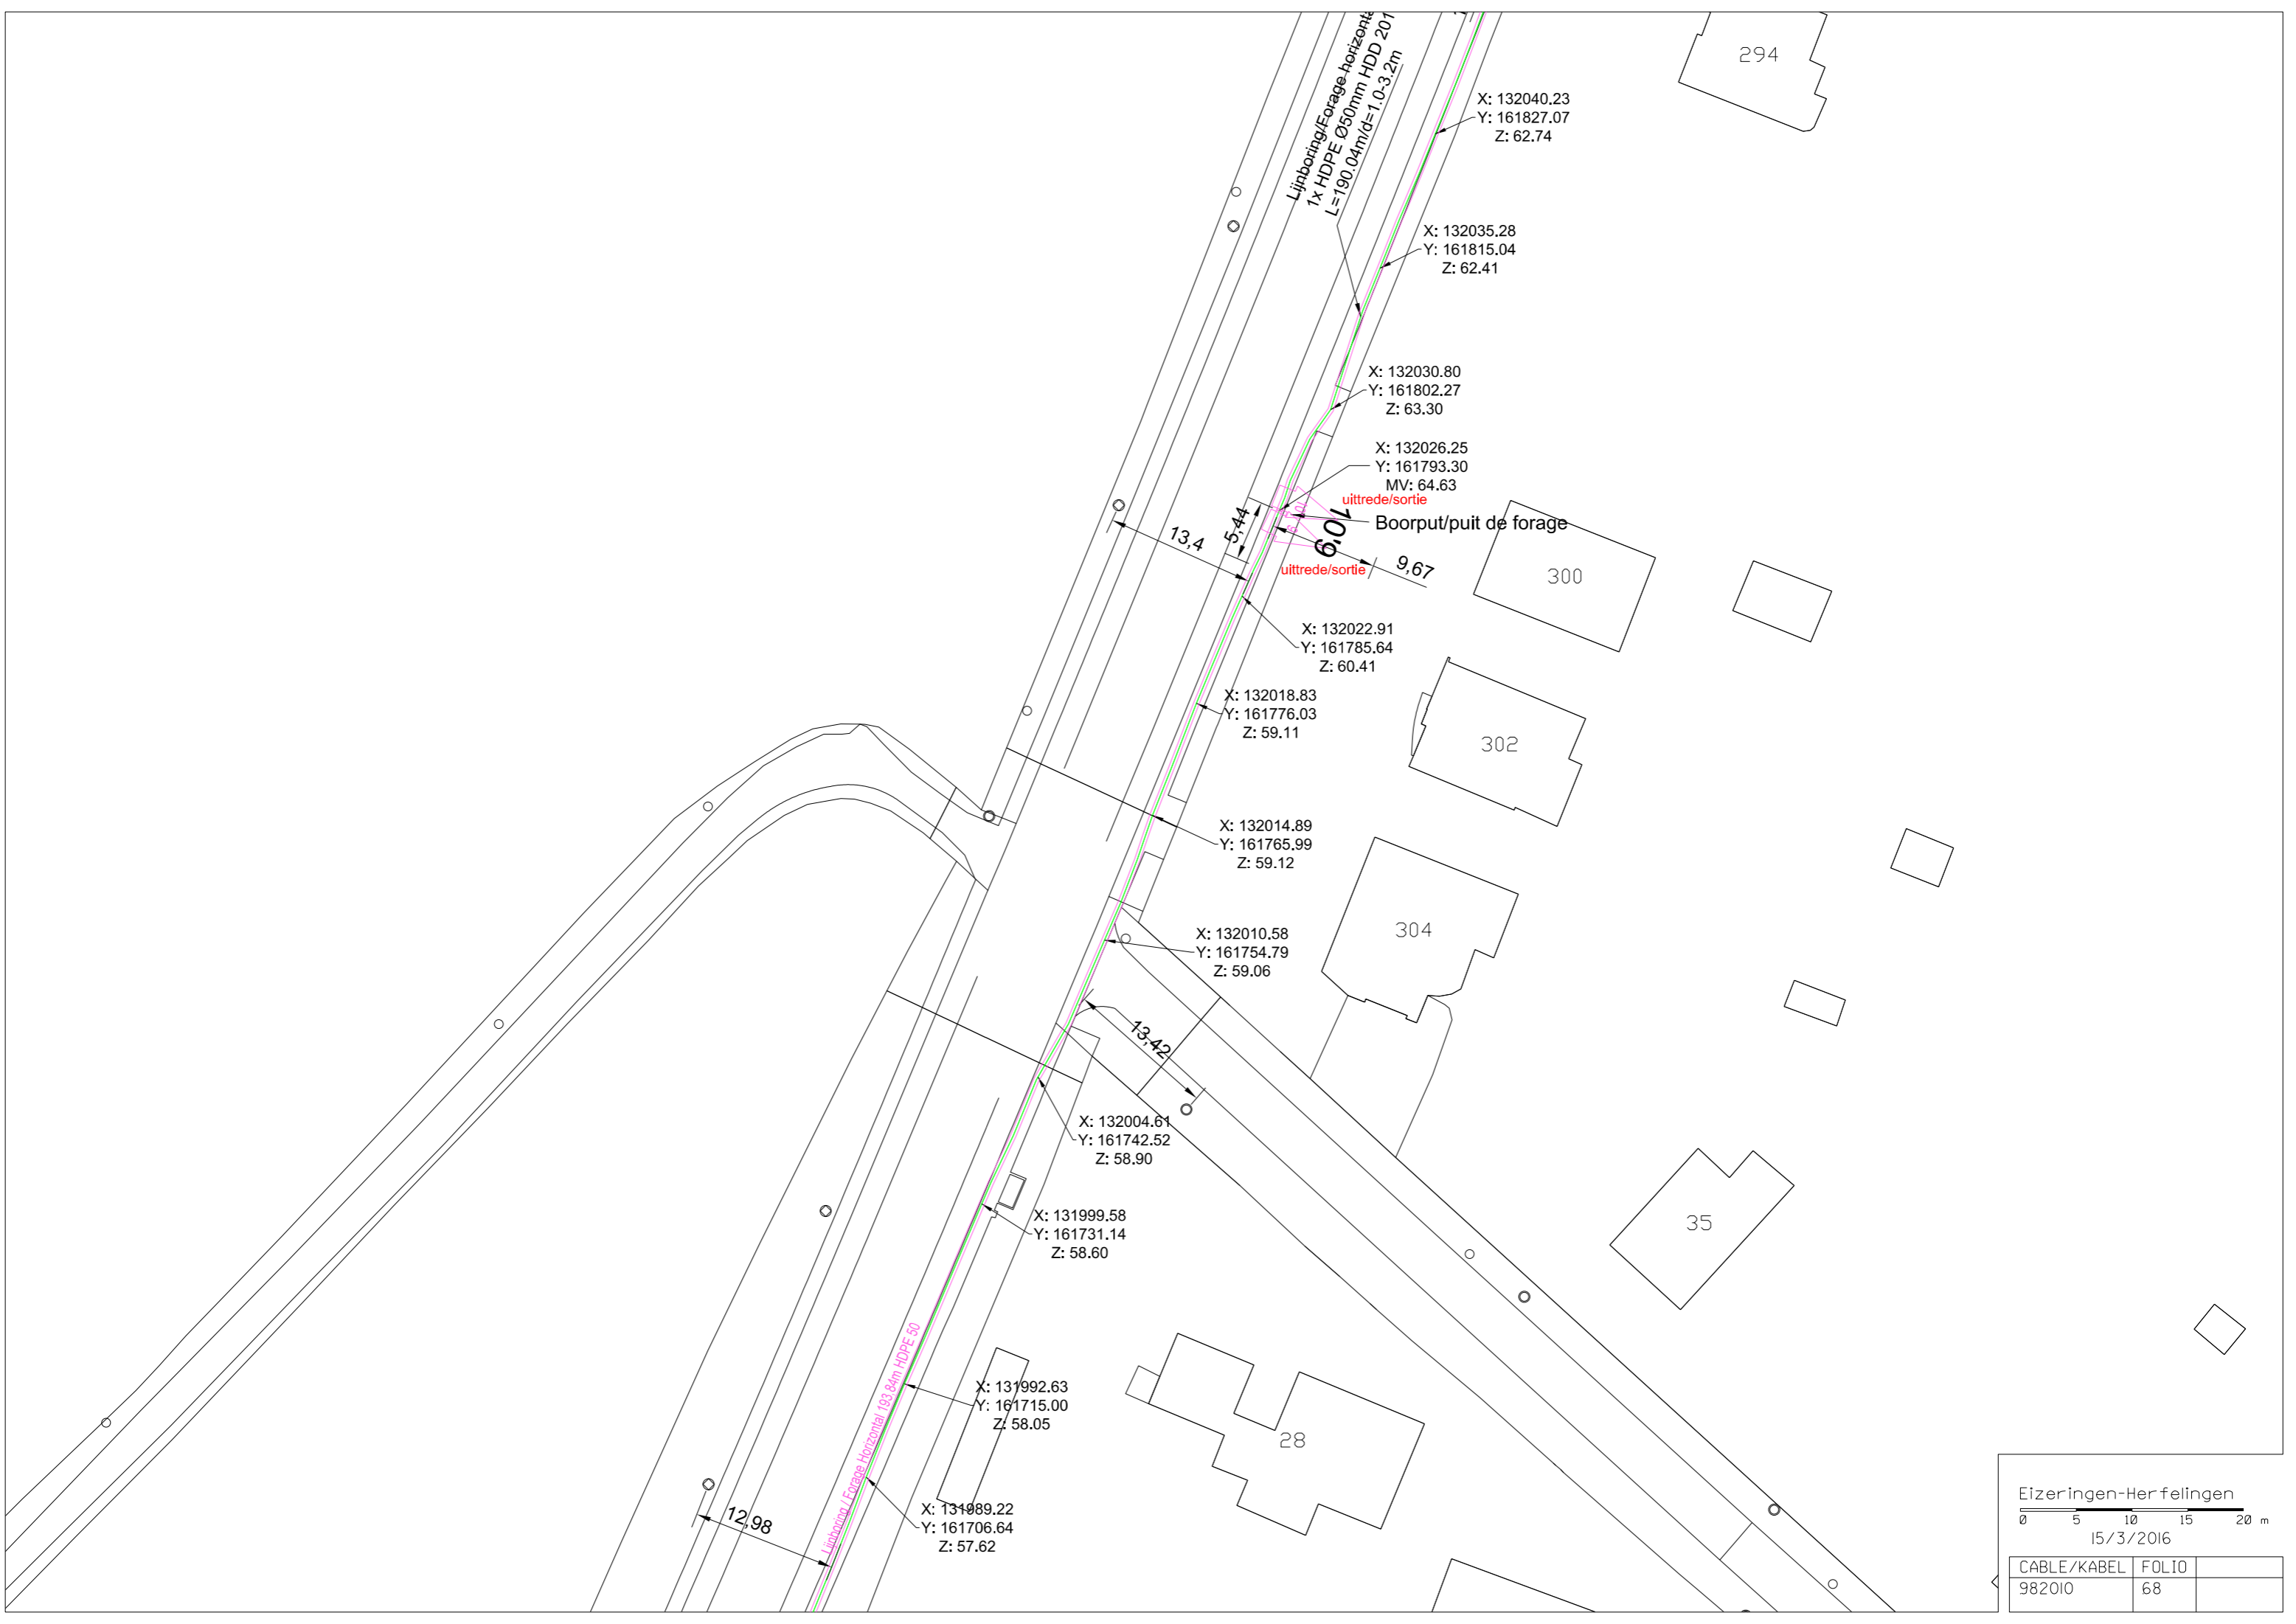 294
Lijnboring/Forage horizonta
1x HDPE Ø50mm HDD 201
L=190.04m/d=1.0-3.2m
X: 132040.23
Y: 161827.07
Z: 62.74
X: 132035.28
Y: 161815.04
Z: 62.41
X: 132030.80
Y: 161802.27
Z: 63.30
X: 132026.25
Y: 161793.30
MV: 64.63
uittrede/sortie
Boorput/puit de forage
13,4
5,44
10,9
uittrede/sortie
9,67
300
X: 132022.91
Y: 161785.64
Z: 60.41
X: 132018.83
Y: 161776.03
Z: 59.11
302
X: 132014.89
Y: 161765.99
Z: 59.12
304
X: 132010.58
Y: 161754.79
Z: 59.06
13,42
X: 132004.61
Y: 161742.52
Z: 58.90
X: 131999.58
Y: 161731.14
Z: 58.60
35
Lijnboring / Forage Horizontal 193.84m HDPE 50
X: 131992.63
Y: 161715.00
Z: 58.05
28
12,98
X: 131989.22
Y: 161706.64
Z: 57.62
Eizeringen-Herfelingen
0 5 10 15 20 m
15/3/2016
CABLE/KABEL FOLIO
982010 68